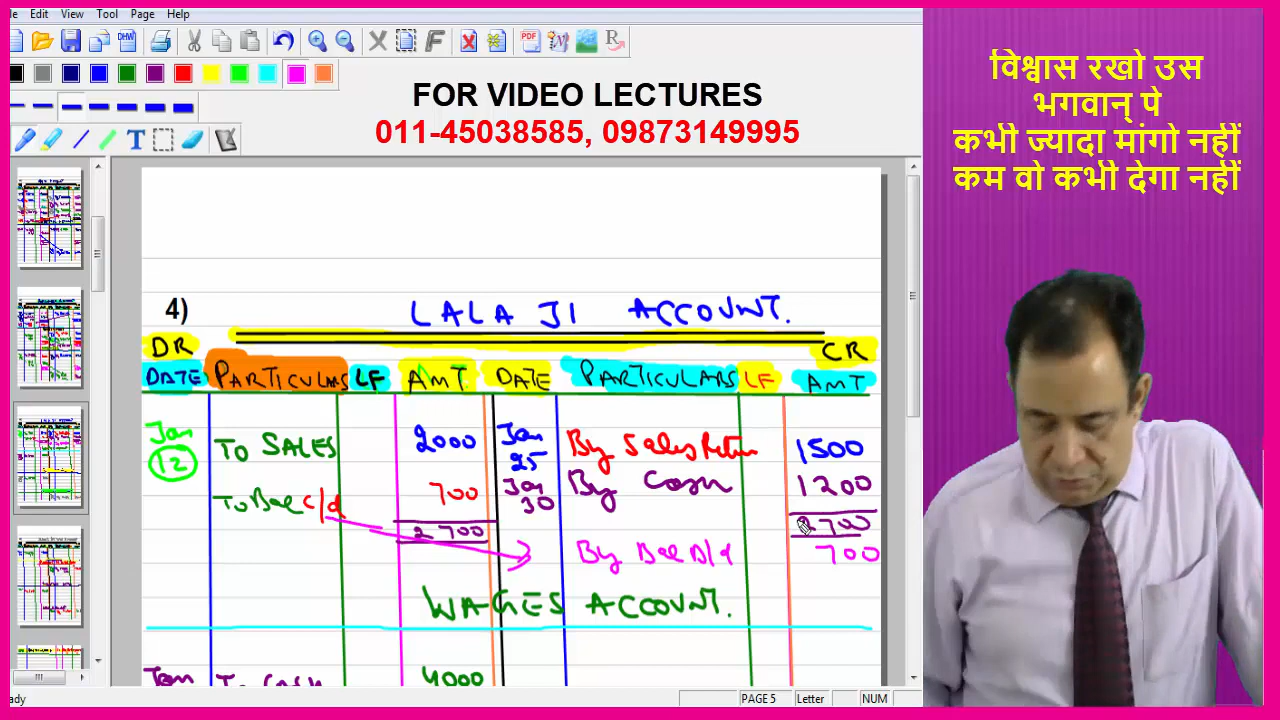 le Edit View Tool Page Help
FOR VIDEO LECTURES
011-45038585, 09873149995
विश्वास रखो उस
भगवान् पे
कभी ज्यादा मांगो नहीं
कम वो कभी देगा नहीं
4) LALA JI ACCOUNT.
DR CR
DATE PARTICULARS LF AMT DATE PARTICULARS LF AMT
Jan 12 To SALES 2000 Jan 25 By Sales Return 1500
To Bal c/d 700 Jan 30 By Cash 1200
2700 2700
By Bal B/d 700
WAGES ACCOUNT.
Jan To Cash 4000
ady PAGE 5 Letter NUM